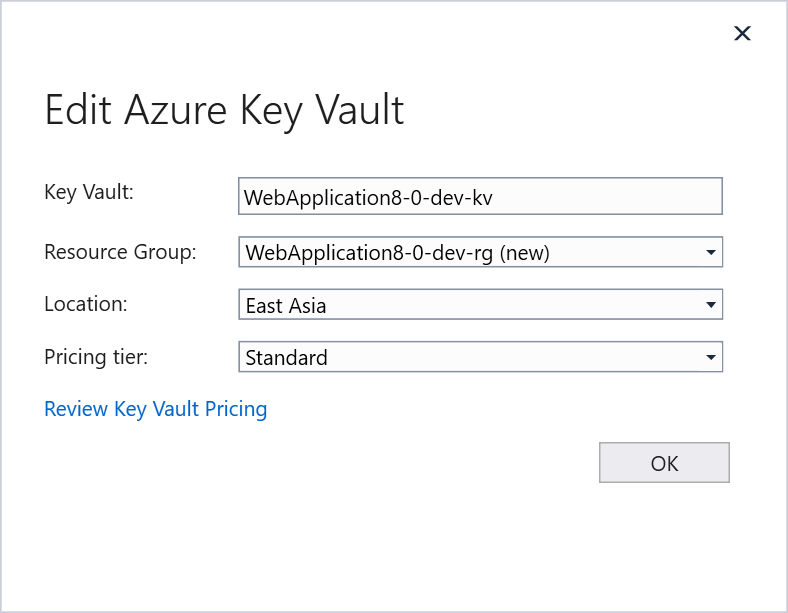 Edit Azure Key Vault
Key Vault: WebApplication8-0-dev-kv
Resource Group: WebApplication8-0-dev-rg (new)
Location: East Asia
Pricing tier: Standard
Review Key Vault Pricing
OK